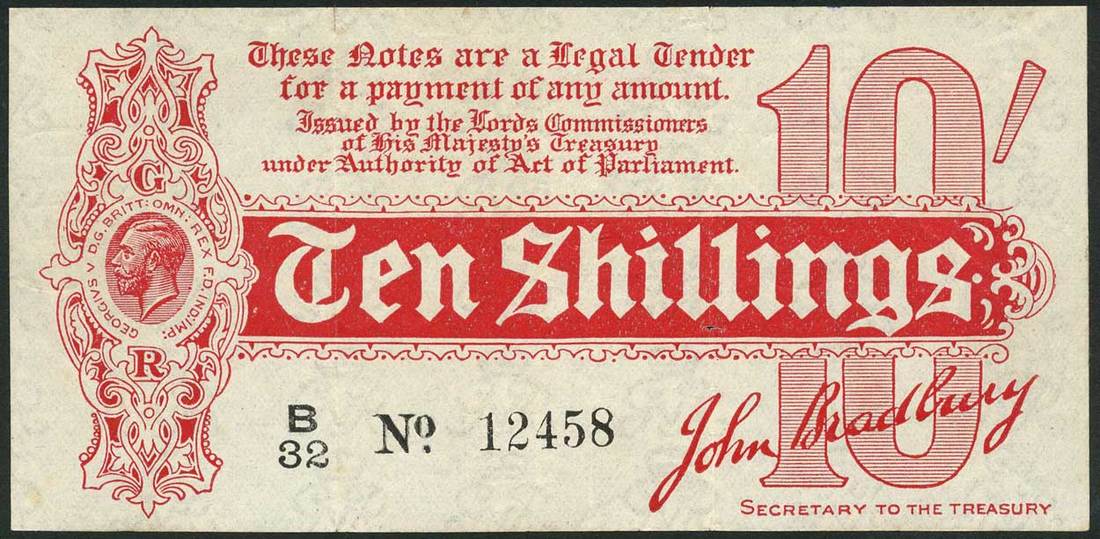 These Notes are a Legal Tender
for a payment of any amount.
Issued by the Lords Commissioners
of His Majesty's Treasury
under Authority of Act of Parliament.
10/
G
GEORGIVS V D.G. BRITT: OMN: REX F.D. IND: IMP:
R
Ten Shillings
10
B
32
No. 12458
John Bradbury
SECRETARY TO THE TREASURY